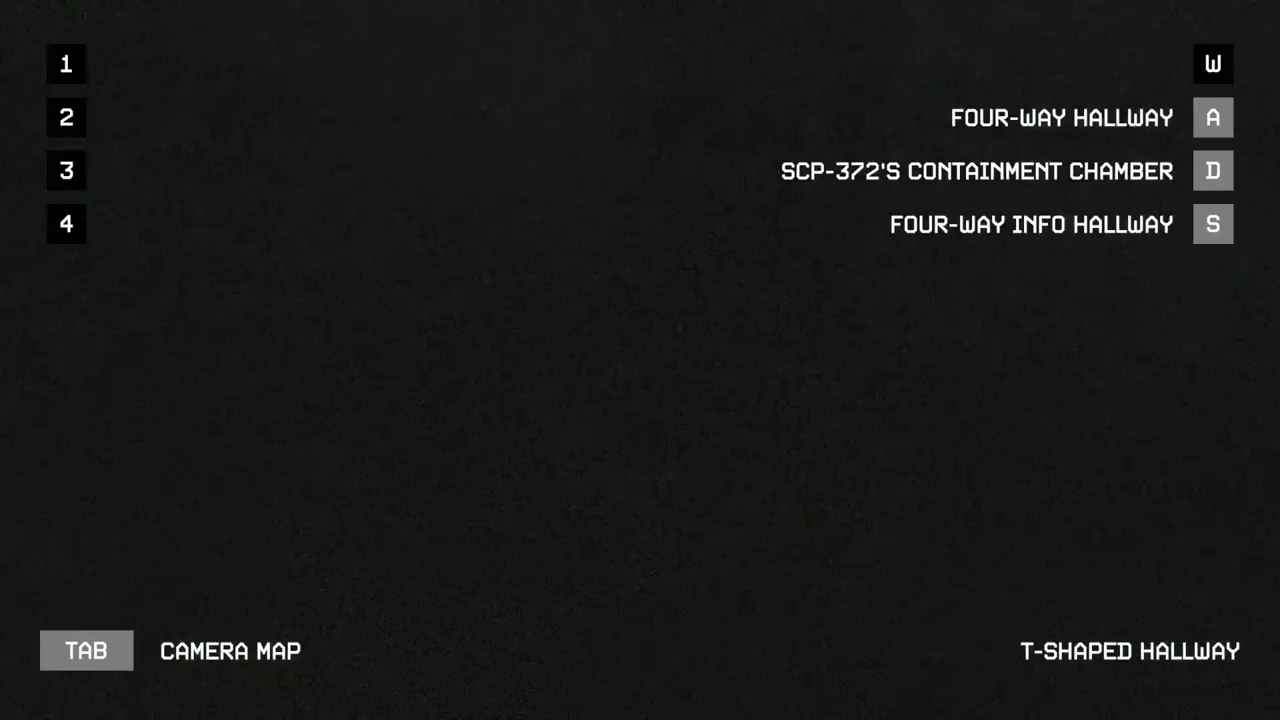 1
W
2
FOUR-WAY HALLWAY A
3
SCP-372'S CONTAINMENT CHAMBER D
4
FOUR-WAY INFO HALLWAY S
TAB CAMERA MAP
T-SHAPED HALLWAY